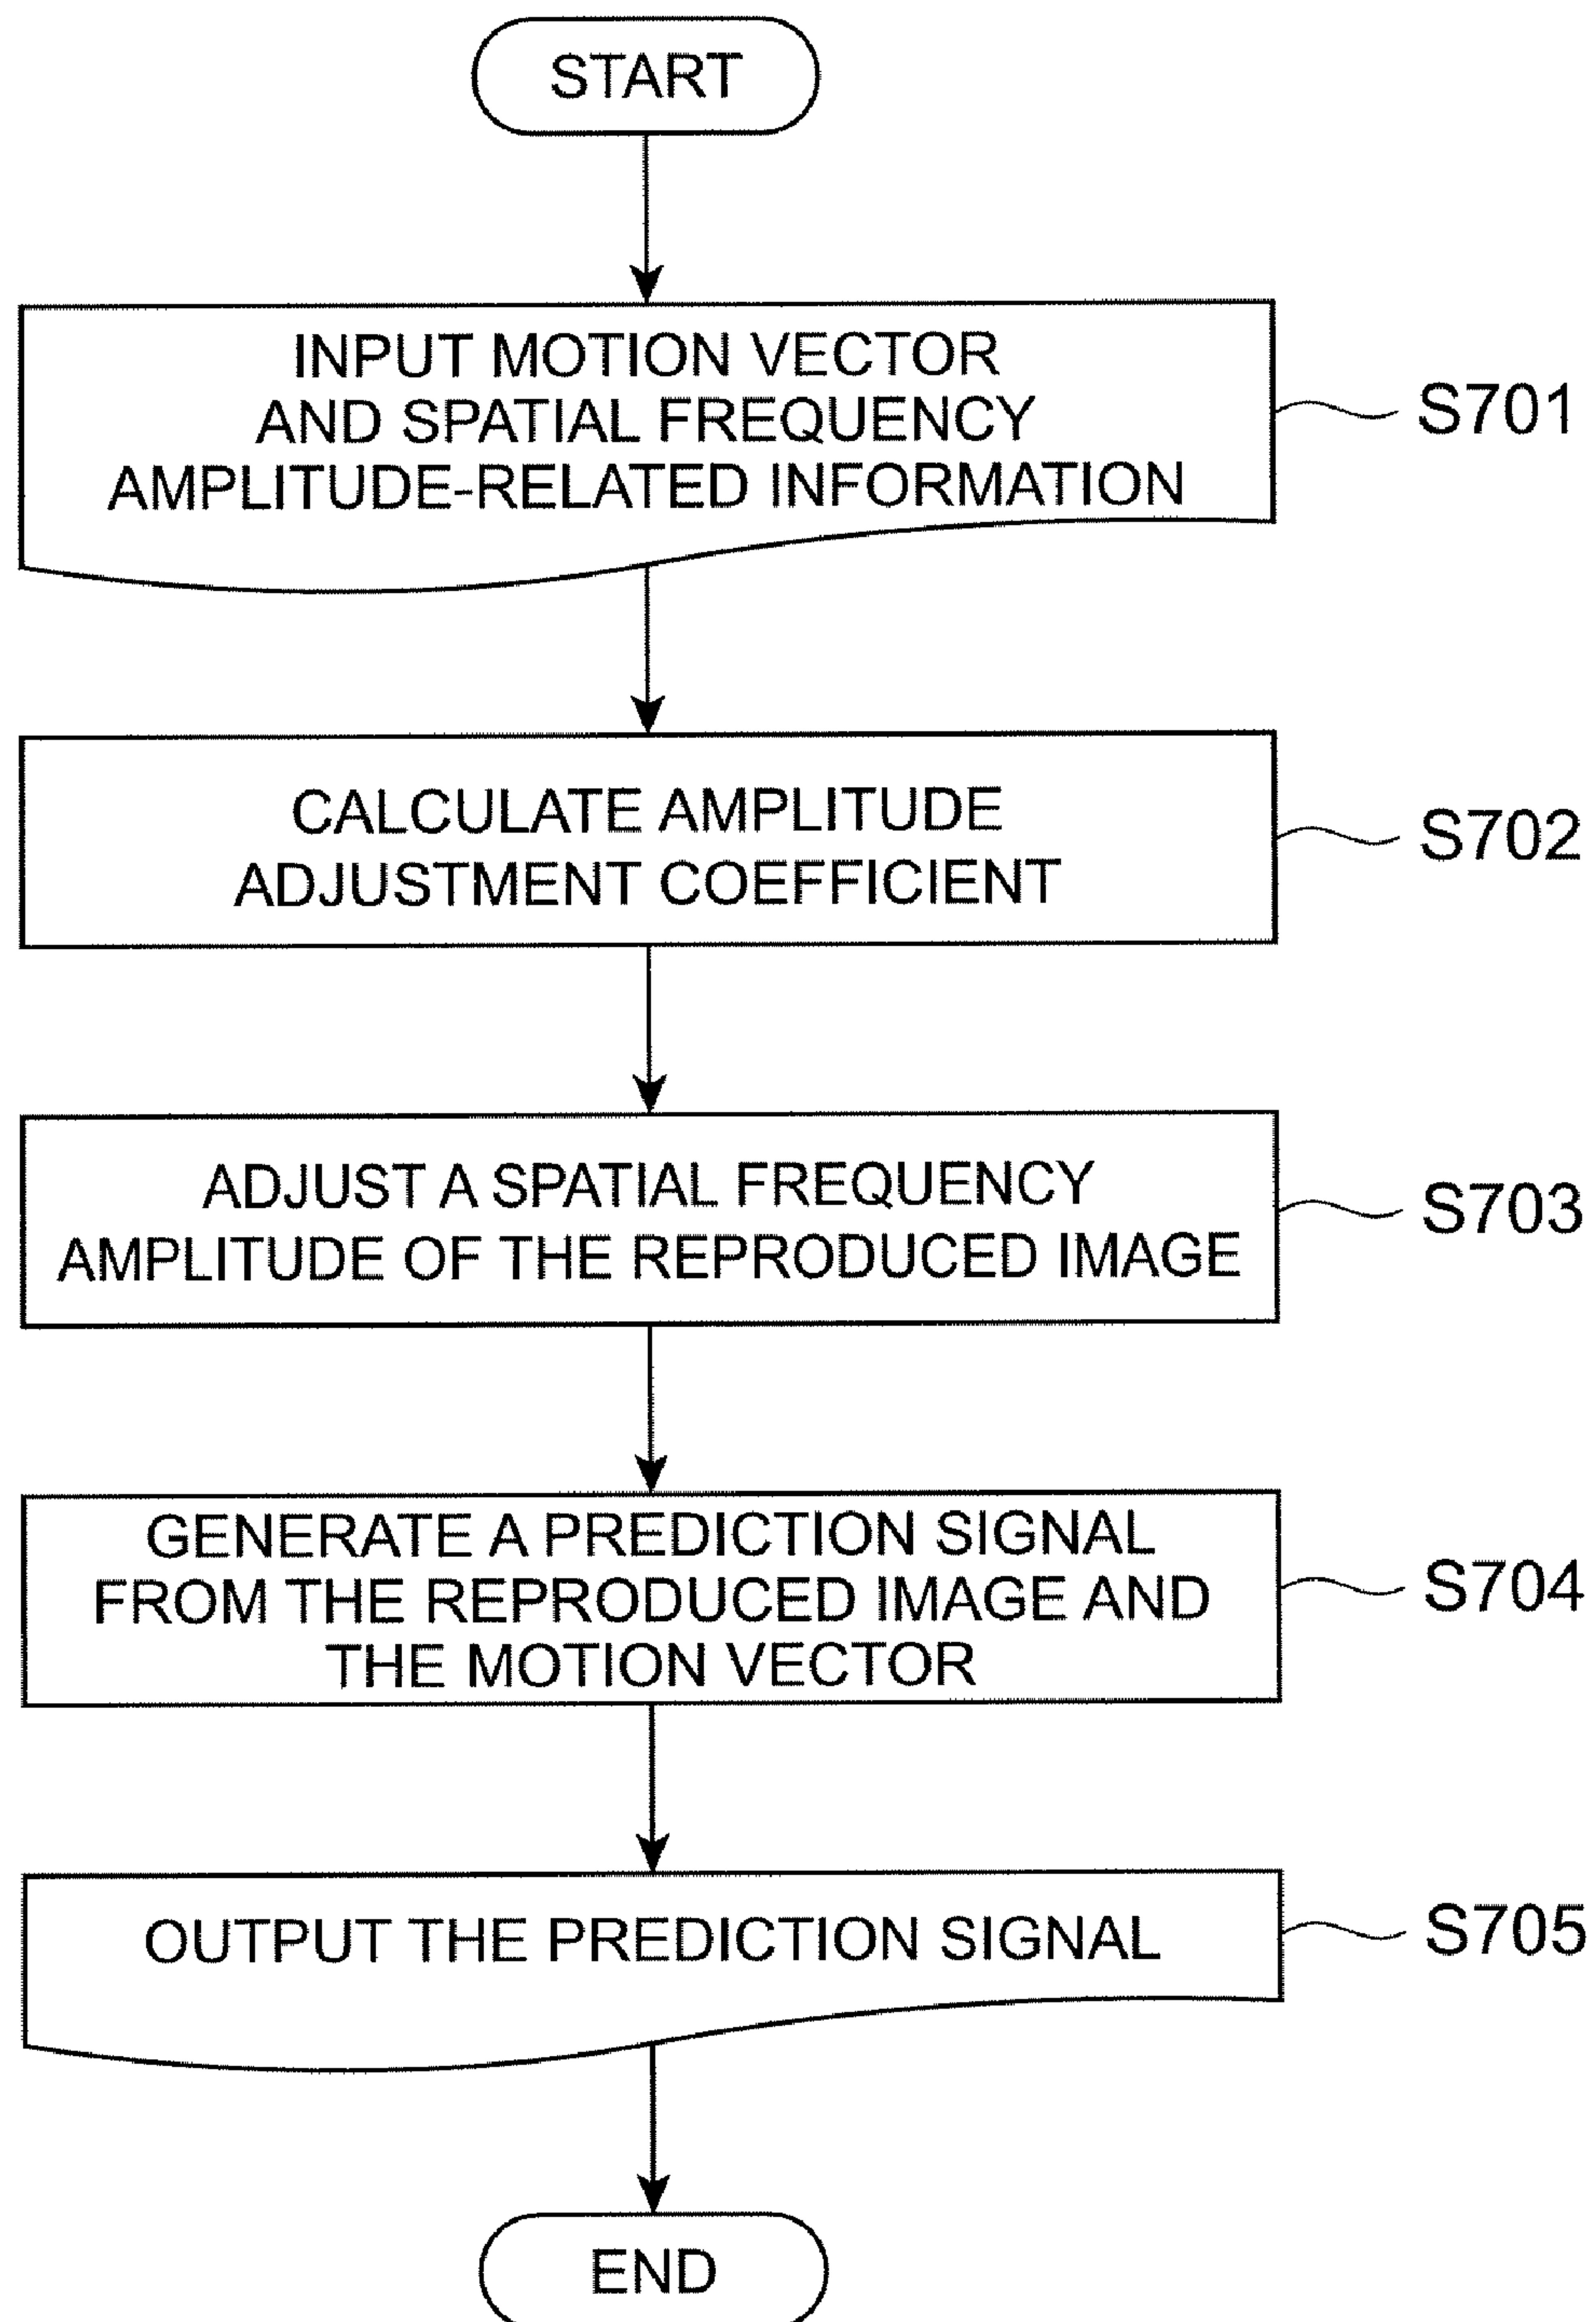 START
INPUT MOTION VECTOR
AND SPATIAL FREQUENCY
AMPLITUDE-RELATED INFORMATION
S701
CALCULATE AMPLITUDE
ADJUSTMENT COEFFICIENT
S702
ADJUST A SPATIAL FREQUENCY
AMPLITUDE OF THE REPRODUCED IMAGE
S703
GENERATE A PREDICTION SIGNAL
FROM THE REPRODUCED IMAGE AND
THE MOTION VECTOR
S704
OUTPUT THE PREDICTION SIGNAL
S705
END